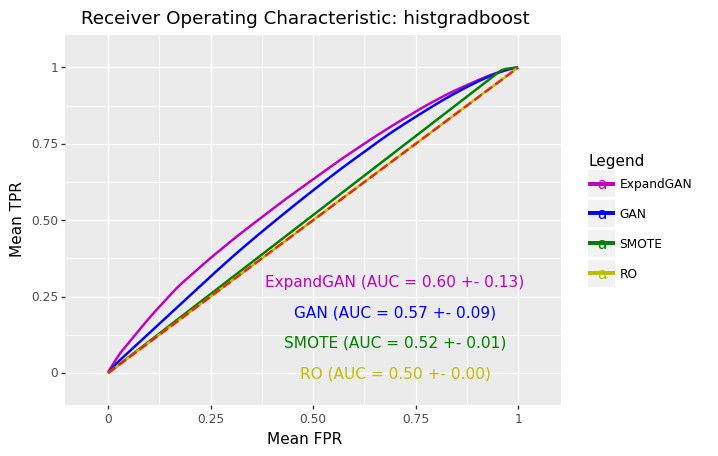 Receiver Operating Characteristic: histgradboost
Mean TPR
1
0.75
0.50
0.25
0
ExpandGAN (AUC = 0.60 +- 0.13)
GAN (AUC = 0.57 +- 0.09)
SMOTE (AUC = 0.52 +- 0.01)
RO (AUC = 0.50 +- 0.00)
0 0.25 0.50 0.75 1
Mean FPR
Legend
a ExpandGAN
a GAN
a SMOTE
a RO